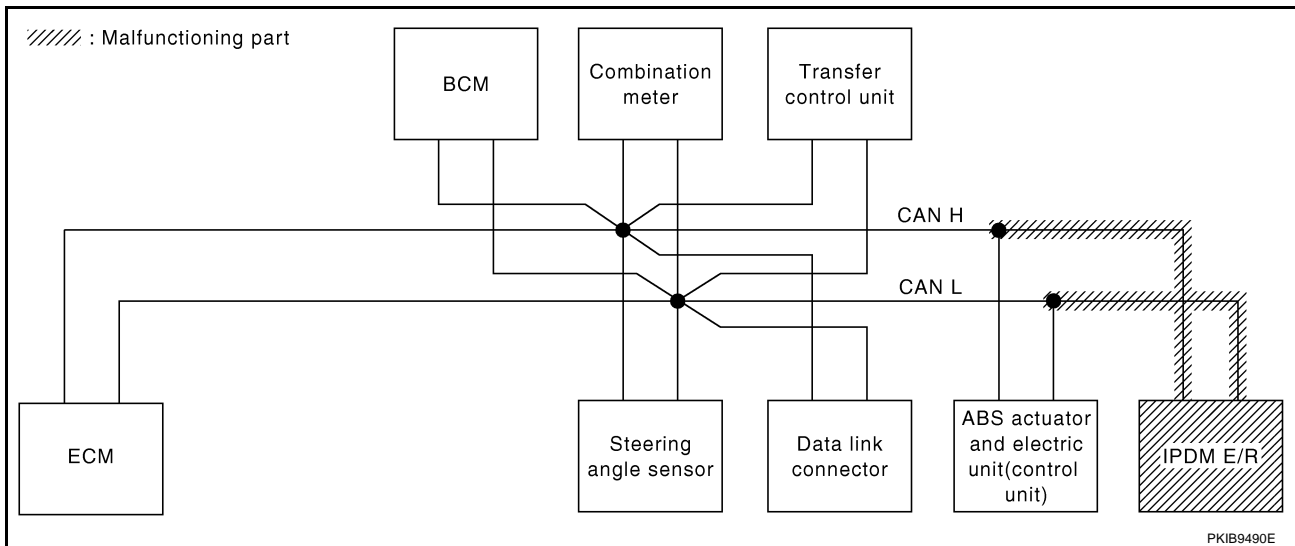 : Malfunctioning part
BCM
Combination
meter
Transfer
control unit
CAN H
CAN L
ECM
Steering
angle sensor
Data link
connector
ABS actuator
and electric
unit(control
unit)
IPDM E/R
PKIB9490E